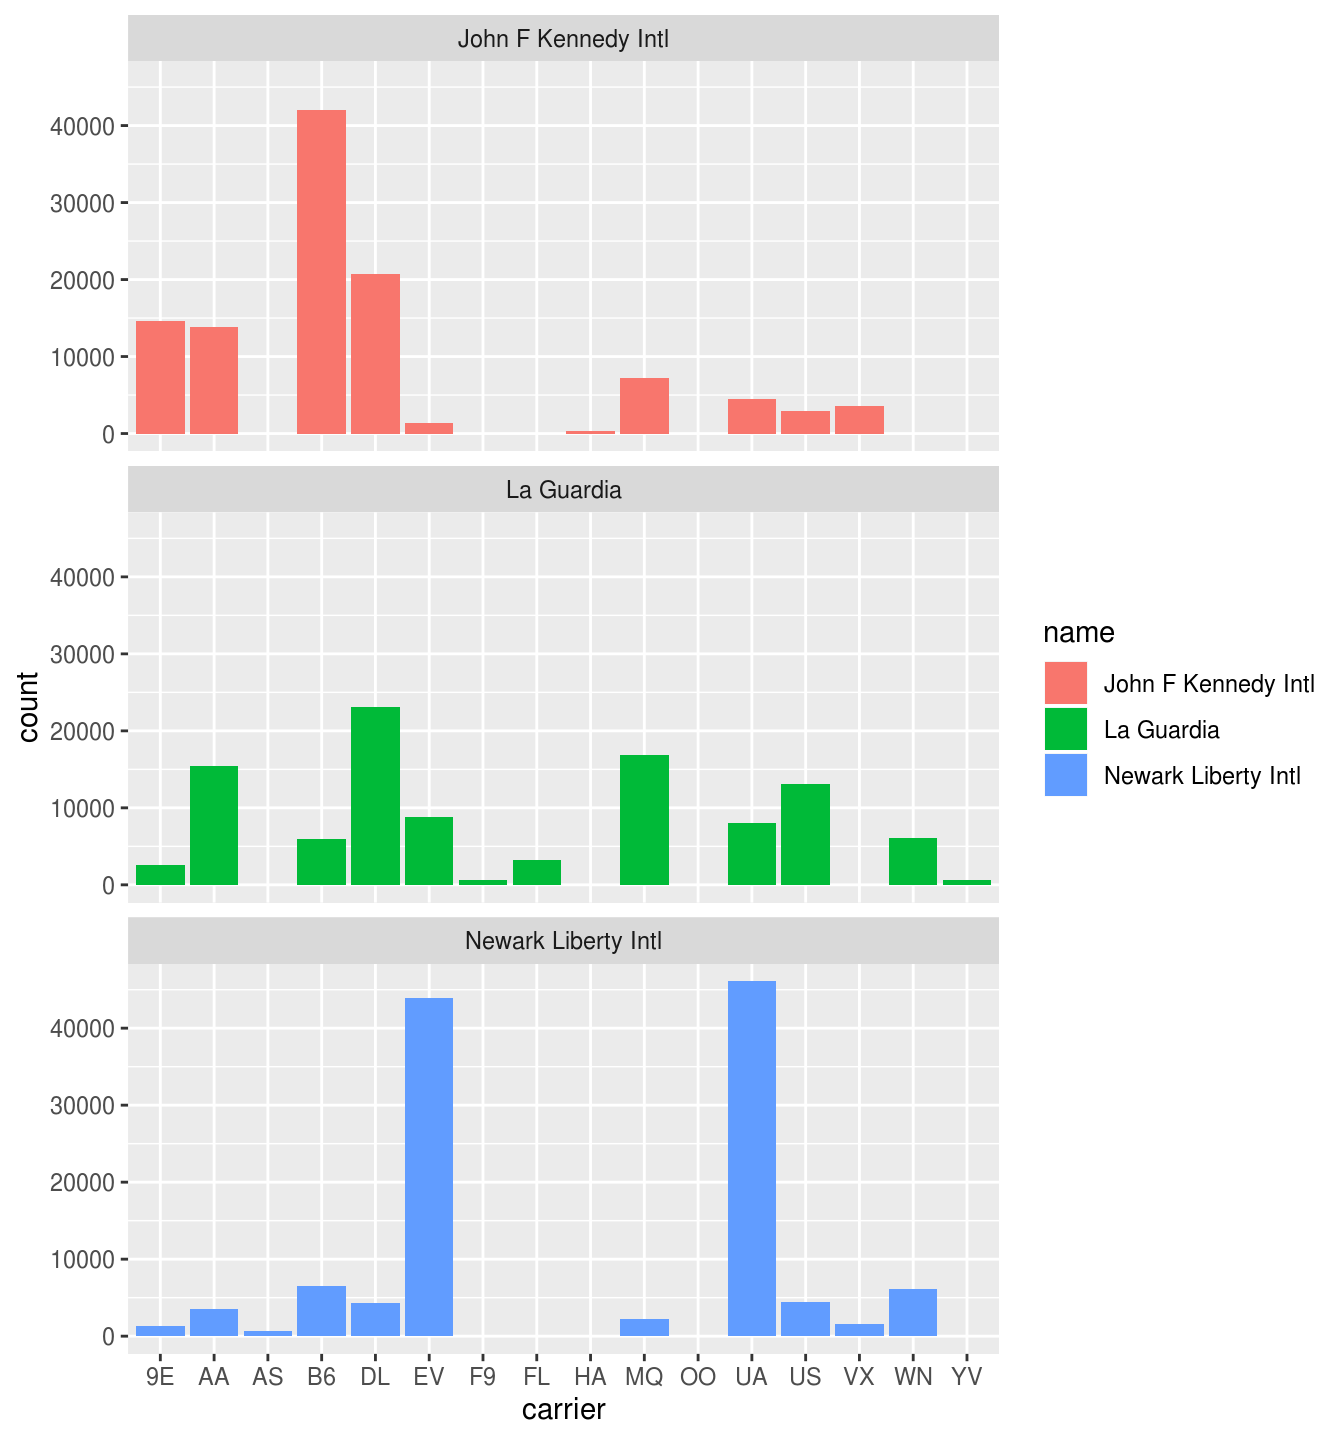 John F Kennedy Intl
40000
30000
20000
10000
0
La Guardia
40000
30000
20000
10000
0
Newark Liberty Intl
40000
30000
20000
10000
0
9E AA AS B6 DL EV F9 FL HA MQ OO UA US VX WN YV
carrier
count
name
John F Kennedy Intl
La Guardia
Newark Liberty Intl